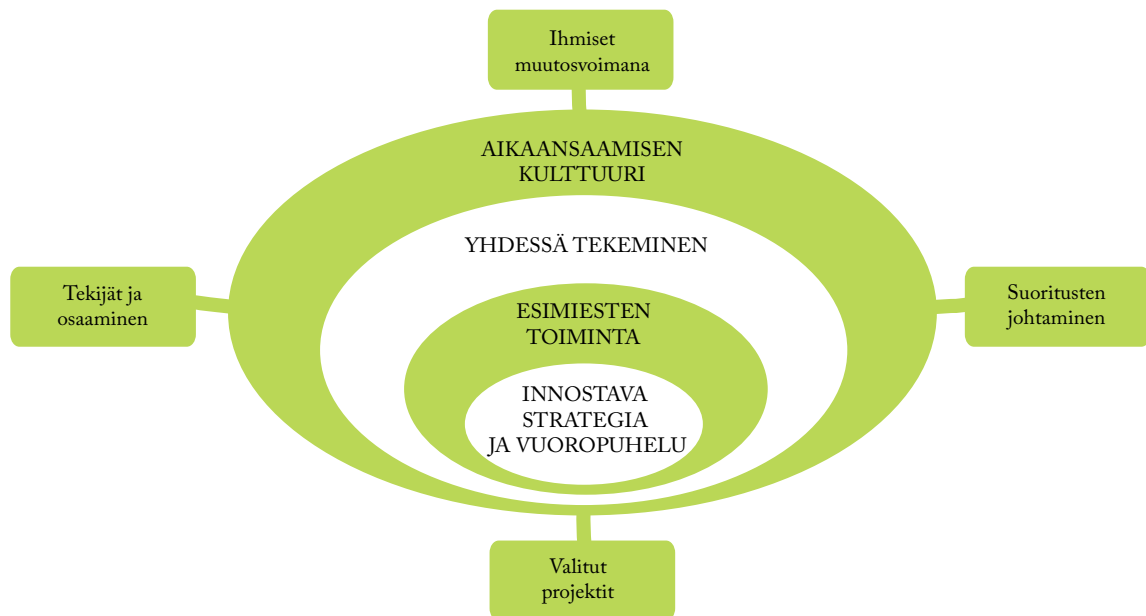 Ihmiset
muutosvoimana
AIKAANSAAMISEN
KULTTUURI
YHDESSÄ TEKEMINEN
Tekijät ja
osaaminen
ESIMIESTEN
TOIMINTA
Suoritusten
johtaminen
INNOSTAVA
STRATEGIA
JA VUOROPUHELU
Valitut
projektit